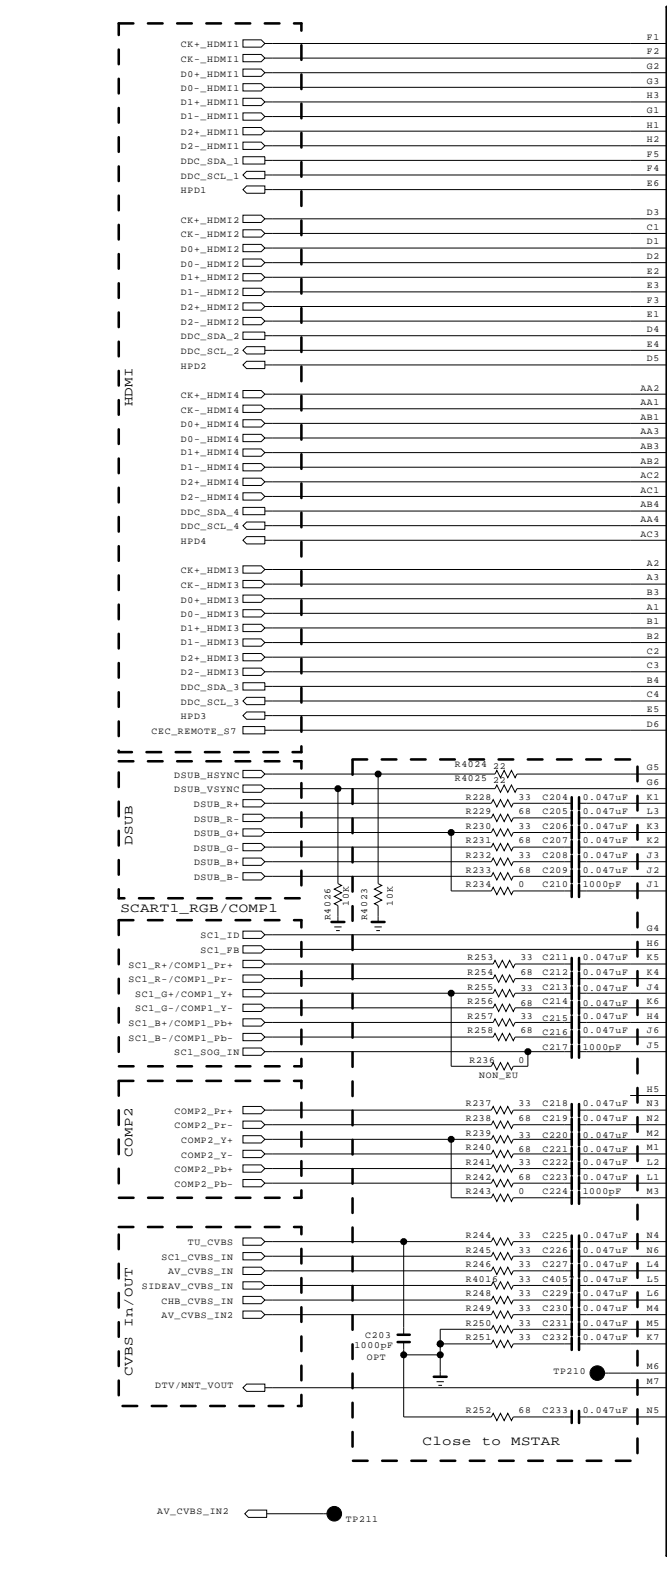 HDMI
CK+_HDMI1 F1
CK-_HDMI1 F2
D0+_HDMI1 G2
D0-_HDMI1 G3
D1+_HDMI1 H3
D1-_HDMI1 G1
D2+_HDMI1 H1
D2-_HDMI1 H2
DDC_SDA_1 F5
DDC_SCL_1 F4
HPD1 E6
CK+_HDMI2 D3
CK-_HDMI2 C1
D0+_HDMI2 D1
D0-_HDMI2 D2
D1+_HDMI2 E2
D1-_HDMI2 E3
D2+_HDMI2 F3
D2-_HDMI2 E1
DDC_SDA_2 D4
DDC_SCL_2 E4
HPD2 D5
CK+_HDMI4 AA2
CK-_HDMI4 AA1
D0+_HDMI4 AB1
D0-_HDMI4 AA3
D1+_HDMI4 AB3
D1-_HDMI4 AB2
D2+_HDMI4 AC2
D2-_HDMI4 AC1
DDC_SDA_4 AB4
DDC_SCL_4 AA4
HPD4 AC3
CK+_HDMI3 A2
CK-_HDMI3 A3
D0+_HDMI3 B3
D0-_HDMI3 A1
D1+_HDMI3 B1
D1-_HDMI3 B2
D2+_HDMI3 C2
D2-_HDMI3 C3
DDC_SDA_3 B4
DDC_SCL_3 C4
HPD3 E5
CEC_REMOTE_S7 D6
DSUB
DSUB_HSYNC R4024 22 G5
DSUB_VSYNC R4025 22 G6
DSUB_R+ R228 33 C204 0.047uF K1
DSUB_R- R229 68 C205 0.047uF L3
DSUB_G+ R230 33 C206 0.047uF K3
DSUB_G- R231 68 C207 0.047uF K2
DSUB_B+ R232 33 C208 0.047uF J3
DSUB_B- R233 68 C209 0.047uF J2
R234 0 C210 1000pF J1
R4026 10K
R4023 10K
SCART1_RGB/COMP1
SC1_ID G4
SC1_FB H6
SC1_R+/COMP1_Pr+ R253 33 C211 0.047uF K5
SC1_R-/COMP1_Pr- R254 68 C212 0.047uF K4
SC1_G+/COMP1_Y+ R255 33 C213 0.047uF J4
SC1_G-/COMP1_Y- R256 68 C214 0.047uF K6
SC1_B+/COMP1_Pb+ R257 33 C215 0.047uF H4
SC1_B-/COMP1_Pb- R258 68 C216 0.047uF J6
SC1_SOG_IN C217 1000pF J5
R236 0
NON_EU
H5
COMP2
COMP2_Pr+ R237 33 C218 0.047uF N3
COMP2_Pr- R238 68 C219 0.047uF N2
COMP2_Y+ R239 33 C220 0.047uF M2
COMP2_Y- R240 68 C221 0.047uF M1
COMP2_Pb+ R241 33 C222 0.047uF L2
COMP2_Pb- R242 68 C223 0.047uF L1
R243 0 C224 1000pF M3
CVBS In/OUT
TU_CVBS R244 33 C225 0.047uF N4
SC1_CVBS_IN R245 33 C226 0.047uF N6
AV_CVBS_IN R246 33 C227 0.047uF L4
SIDEAV_CVBS_IN R4016 33 C405 0.047uF L5
CHB_CVBS_IN R248 33 C229 0.047uF L6
AV_CVBS_IN2 R249 33 C230 0.047uF M4
R250 33 C231 0.047uF M5
R251 33 C232 0.047uF K7
C203
1000pF
OPT
TP210 M6
DTV/MNT_VOUT M7
R252 68 C233 0.047uF N5
Close to MSTAR
AV_CVBS_IN2 TP211